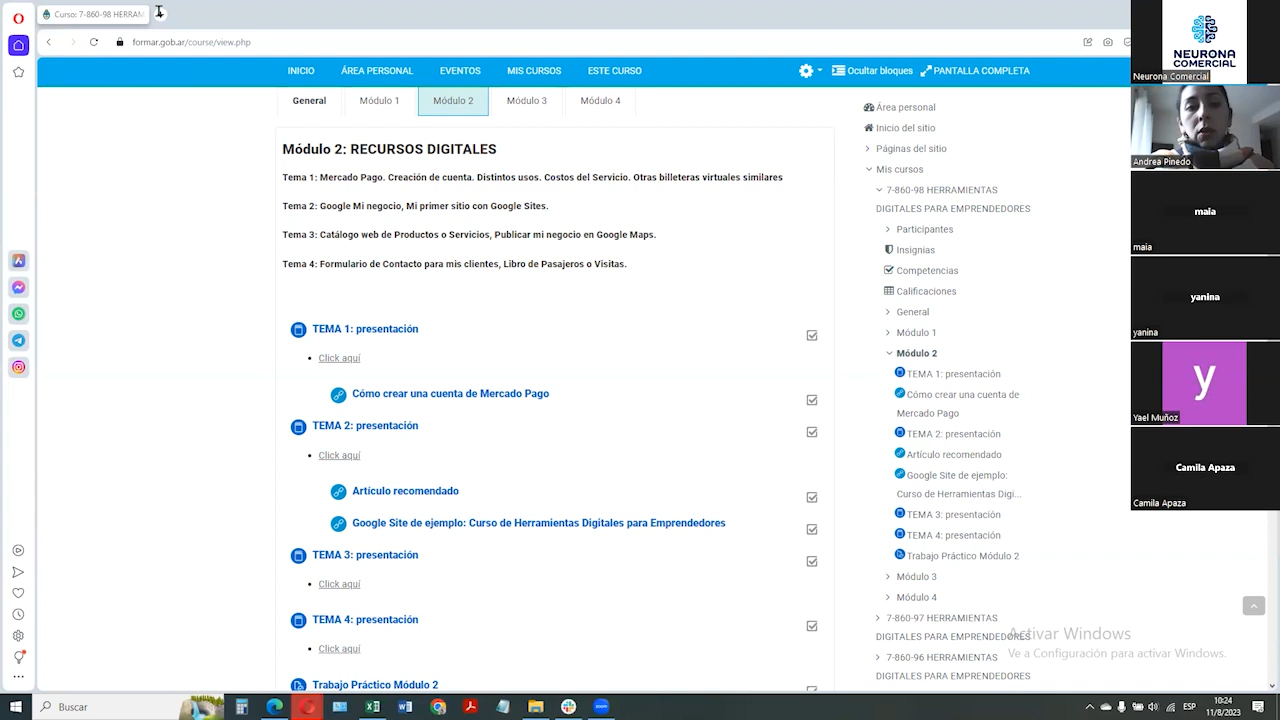 Curso: 7-860-98 HERRAM
formar.gob.ar/course/view.php
INICIO
ÁREA PERSONAL
EVENTOS
MIS CURSOS
ESTE CURSO
Ocultar bloques
PANTALLA COMPLETA
General
Módulo 1
Módulo 2
Módulo 3
Módulo 4
Módulo 2: RECURSOS DIGITALES
Tema 1: Mercado Pago. Creación de cuenta. Distintos usos. Costos del Servicio. Otras billeteras virtuales similares
Tema 2: Google Mi negocio, Mi primer sitio con Google Sites.
Tema 3: Catálogo web de Productos o Servicios, Publicar mi negocio en Google Maps.
Tema 4: Formulario de Contacto para mis clientes, Libro de Pasajeros o Visitas.
TEMA 1: presentación
Click aquí
Cómo crear una cuenta de Mercado Pago
TEMA 2: presentación
Click aquí
Artículo recomendado
Google Site de ejemplo: Curso de Herramientas Digitales para Emprendedores
TEMA 3: presentación
Click aquí
TEMA 4: presentación
Click aquí
Trabajo Práctico Módulo 2
Área personal
Inicio del sitio
Páginas del sitio
Mis cursos
7-860-98 HERRAMIENTAS
DIGITALES PARA EMPRENDEDORES
Participantes
Insignias
Competencias
Calificaciones
General
Módulo 1
Módulo 2
TEMA 1: presentación
Cómo crear una cuenta de
Mercado Pago
TEMA 2: presentación
Artículo recomendado
Google Site de ejemplo:
Curso de Herramientas Digi...
TEMA 3: presentación
TEMA 4: presentación
Trabajo Práctico Módulo 2
Módulo 3
Módulo 4
7-860-97 HERRAMIENTAS
DIGITALES PARA EMPRENDEDORES
7-860-96 HERRAMIENTAS
DIGITALES PARA EMPRENDEDORES
Activar Windows
Ve a Configuración para activar Windows.
NEURONA
COMERCIAL
Neurona Comercial
Andrea Pinedo
maia
maia
yanina
yanina
y
Yael Muñoz
Camila Apaza
Camila Apaza
Buscar
10:24
11/8/2023